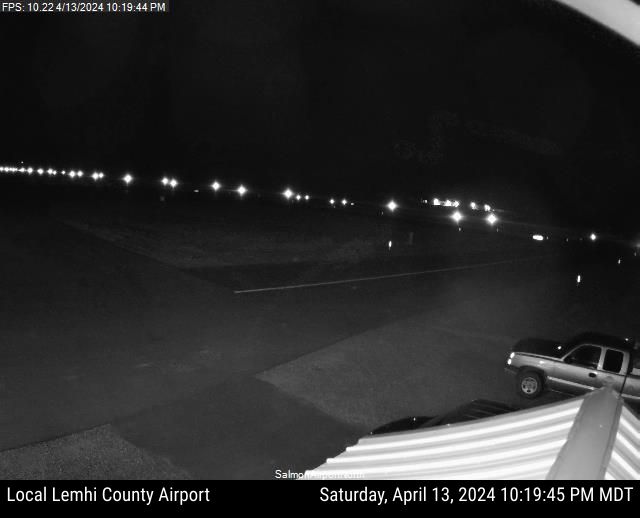 FPS: 10.22 4/13/2024 10:19:44 PM
Local Lemhi County Airport
Saturday, April 13, 2024 10:19:45 PM MDT